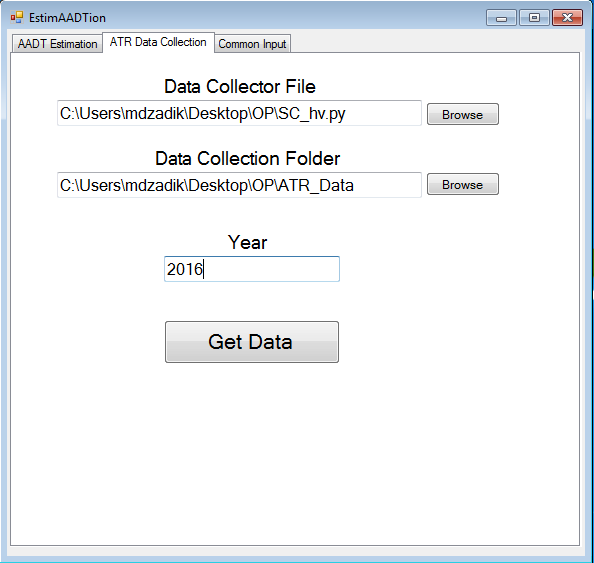 EstimAADTion
AADT Estimation ATR Data Collection Common Input
Data Collector File
C:\Users\mdzadik\Desktop\OP\SC_hv.py Browse
Data Collection Folder
C:\Users\mdzadik\Desktop\OP\ATR_Data Browse
Year
2016
Get Data